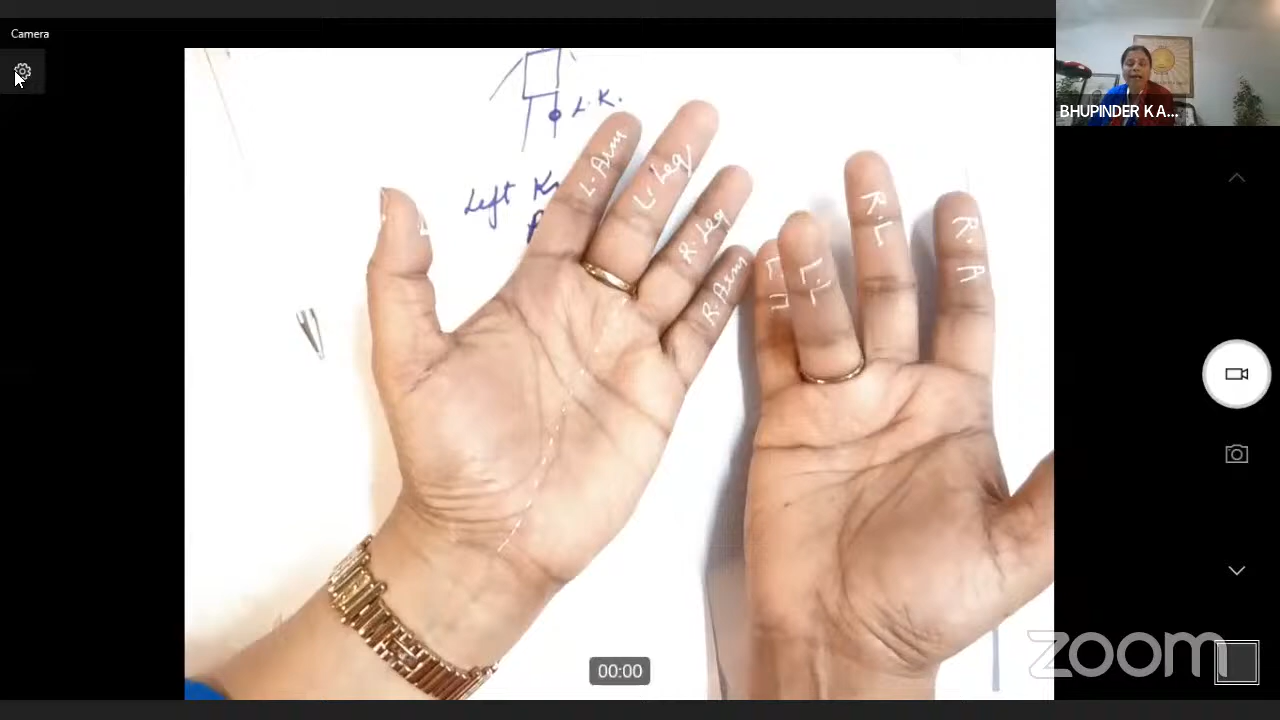 Camera
BHUPINDER K A...
L.K.
Left
L. Arm
L. Leg
R. Leg
R. Arm
L.L
R.L
R.A
00:00
zoom